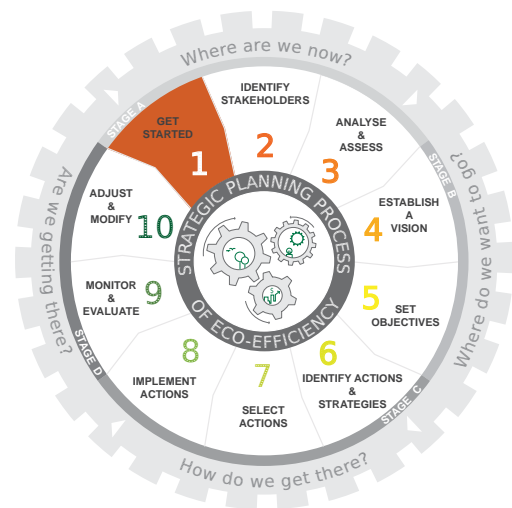 Where are we now?
STAGE A
STAGE B
Where do we want to go?
STAGE C
How do we get there?
STAGE D
Are we getting there?
GET
STARTED
1
IDENTIFY
STAKEHOLDERS
2
ANALYSE
&
ASSESS
3
ESTABLISH
A
VISION
4
SET
OBJECTIVES
5
IDENTIFY ACTIONS
&
STRATEGIES
6
SELECT
ACTIONS
7
IMPLEMENT
ACTIONS
8
MONITOR
&
EVALUATE
9
ADJUST
&
MODIFY
10
STRATEGIC PLANNING PROCESS
OF ECO-EFFICIENCY
$